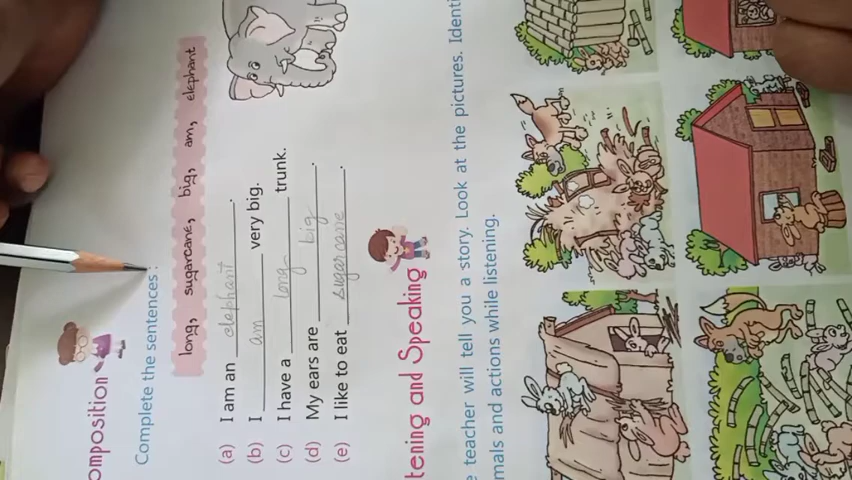 omposition
Complete the sentences :
long, sugarcane, big, am, elephant
(a) I am an elephant.
(b) I am very big.
(c) I have a long trunk.
(d) My ears are big.
(e) I like to eat sugarcane.
tening and Speaking
e teacher will tell you a story. Look at the pictures. Identi
mals and actions while listening.